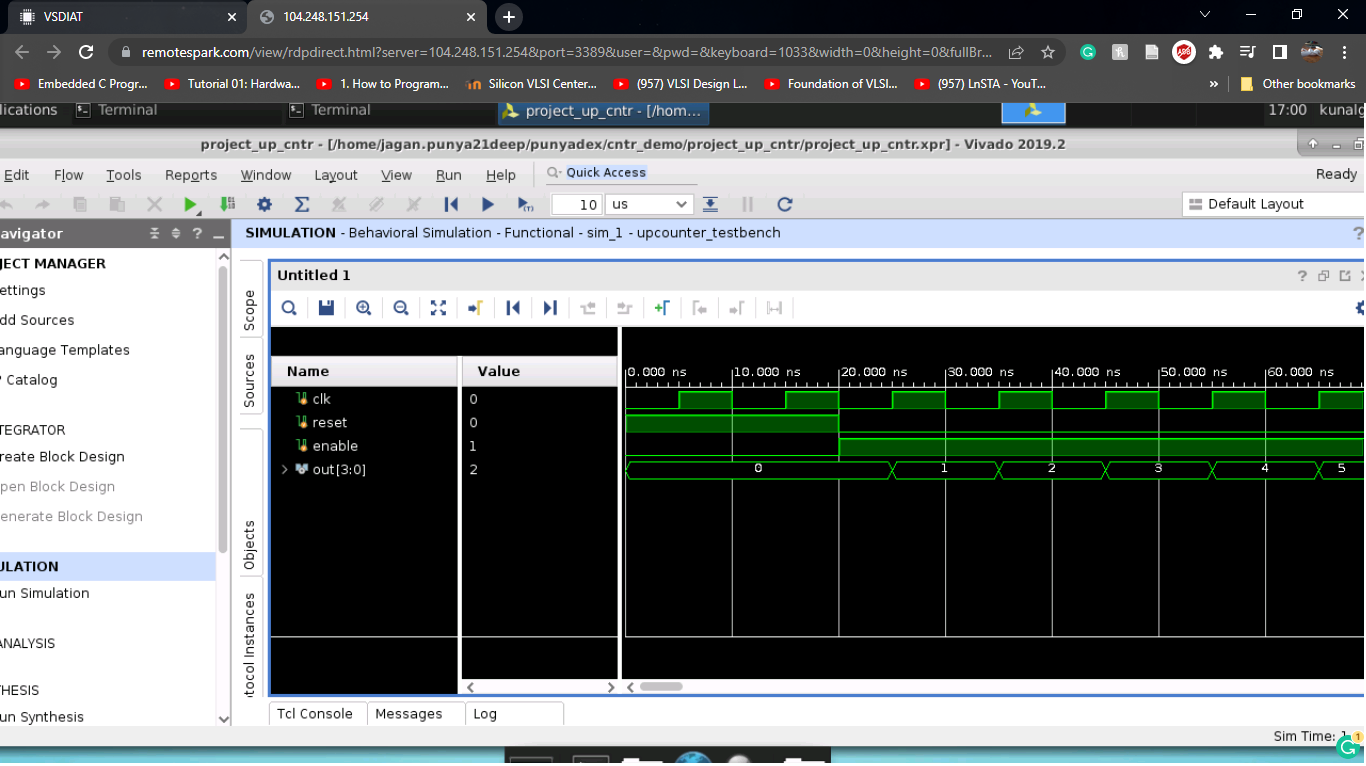 VSDIAT
104.248.151.254
remotespark.com/view/rdpdirect.html?server=104.248.151.254&port=3389&user=&pwd=&keyboard=1033&width=0&height=0&fullBr...
Embedded C Progr... Tutorial 01: Hardwa... 1. How to Program... Silicon VLSI Center... (957) VLSI Design L... Foundation of VLSI... (957) LnSTA - YouT... » Other bookmarks
lications Terminal Terminal project_up_cntr - [/hom... 17:00 kunalg
project_up_cntr - [/home/jagan.punya21deep/punyadex/cntr_demo/project_up_cntr/project_up_cntr.xpr] - Vivado 2019.2
Edit Flow Tools Reports Window Layout View Run Help Quick Access Ready
10 us Default Layout
avigator
SIMULATION - Behavioral Simulation - Functional - sim_1 - upcounter_testbench
JECT MANAGER
ettings
dd Sources
anguage Templates
P Catalog
TEGRATOR
reate Block Design
pen Block Design
enerate Block Design
ULATION
un Simulation
ANALYSIS
HESIS
un Synthesis
Scope
Sources
Objects
tocol Instances
Untitled 1
Name Value
0.000 ns 10.000 ns 20.000 ns 30.000 ns 40.000 ns 50.000 ns 60.000 ns
clk 0
reset 0
enable 1
out[3:0] 2 0 1 2 3 4 5
Tcl Console Messages Log
Sim Time:
1